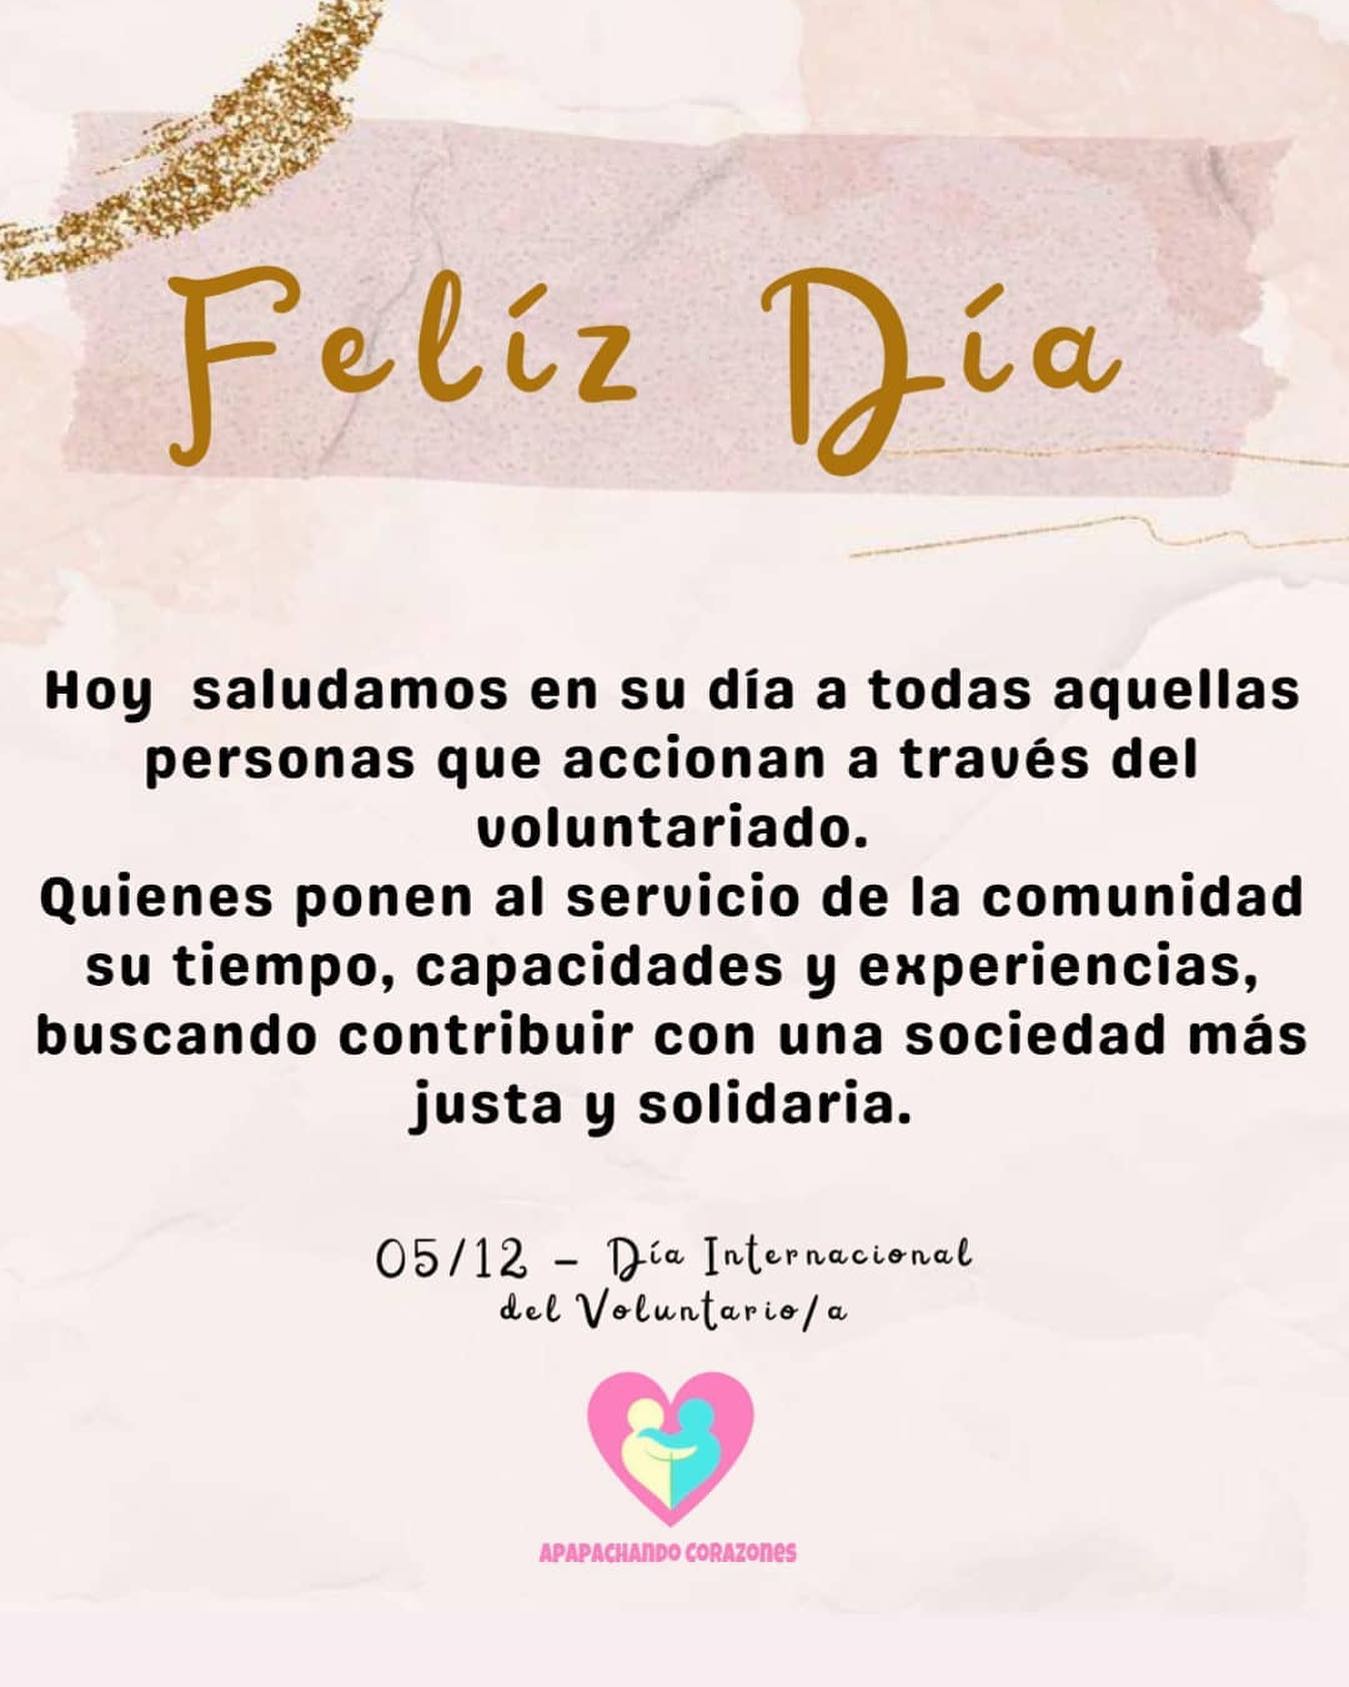 Felíz Día
Hoy saludamos en su día a todas aquellas
personas que accionan a través del
voluntariado.
Quienes ponen al servicio de la comunidad
su tiempo, capacidades y experiencias,
buscando contribuir con una sociedad más
justa y solidaria.
05/12 - Día Internacional
del Voluntario/a
APAPACHANDO CORAZONES